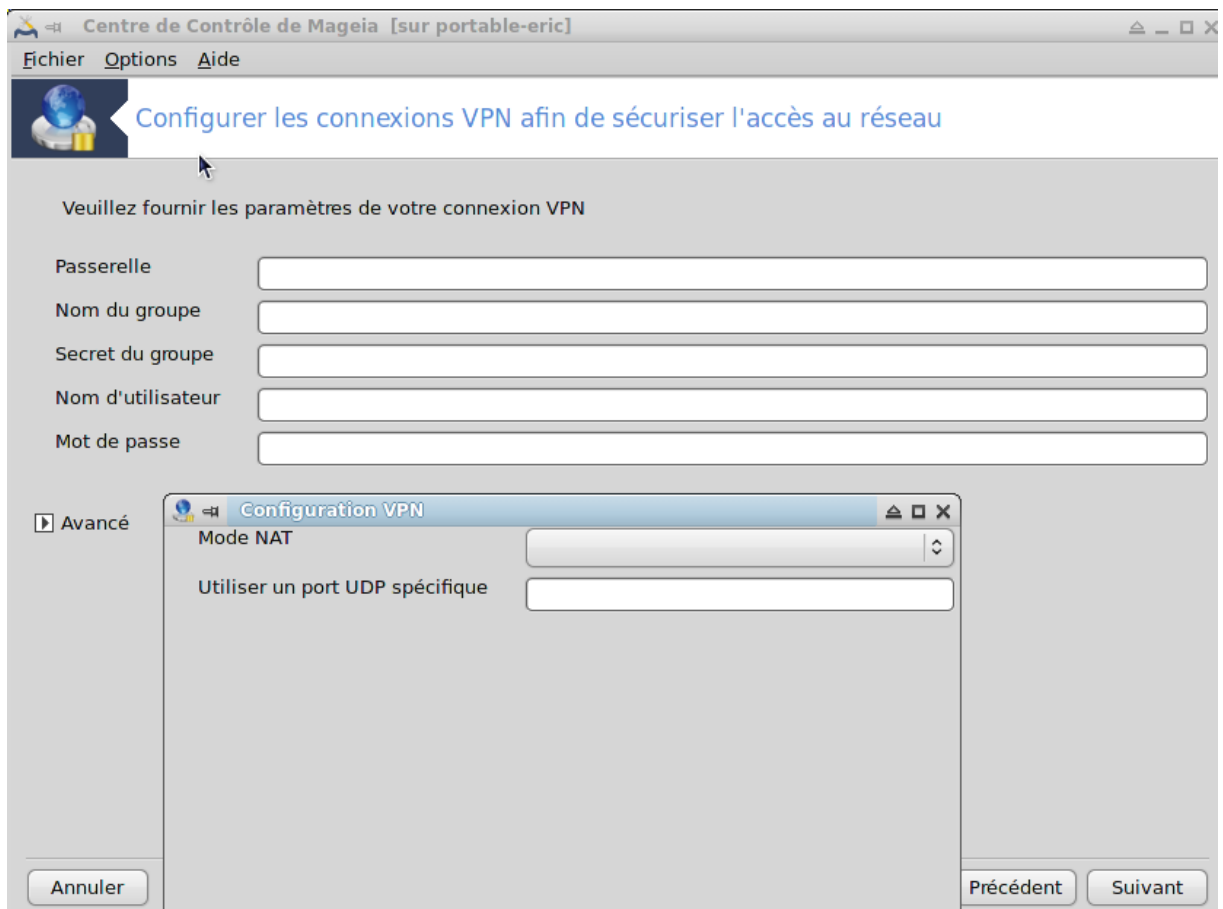 Centre de Contrôle de Mageia [sur portable-eric]
Fichier Options Aide
Configurer les connexions VPN afin de sécuriser l'accès au réseau
Veuillez fournir les paramètres de votre connexion VPN
Passerelle
Nom du groupe
Secret du groupe
Nom d'utilisateur
Mot de passe
Avancé
Configuration VPN
Mode NAT
Utiliser un port UDP spécifique
Annuler Précédent Suivant